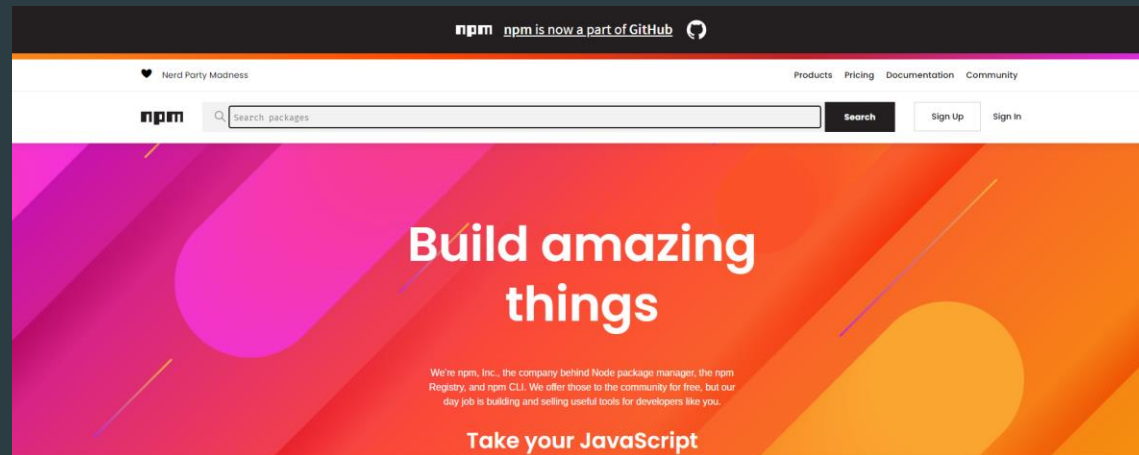 npm npm is now a part of GitHub
Nerd Party Madness Products Pricing Documentation Community
npm Search packages Search Sign Up Sign In
Build amazing
things
We're npm, Inc., the company behind Node package manager, the npm
Registry, and npm CLI. We offer those to the community for free, but our
day job is building and selling useful tools for developers like you.
Take your JavaScript